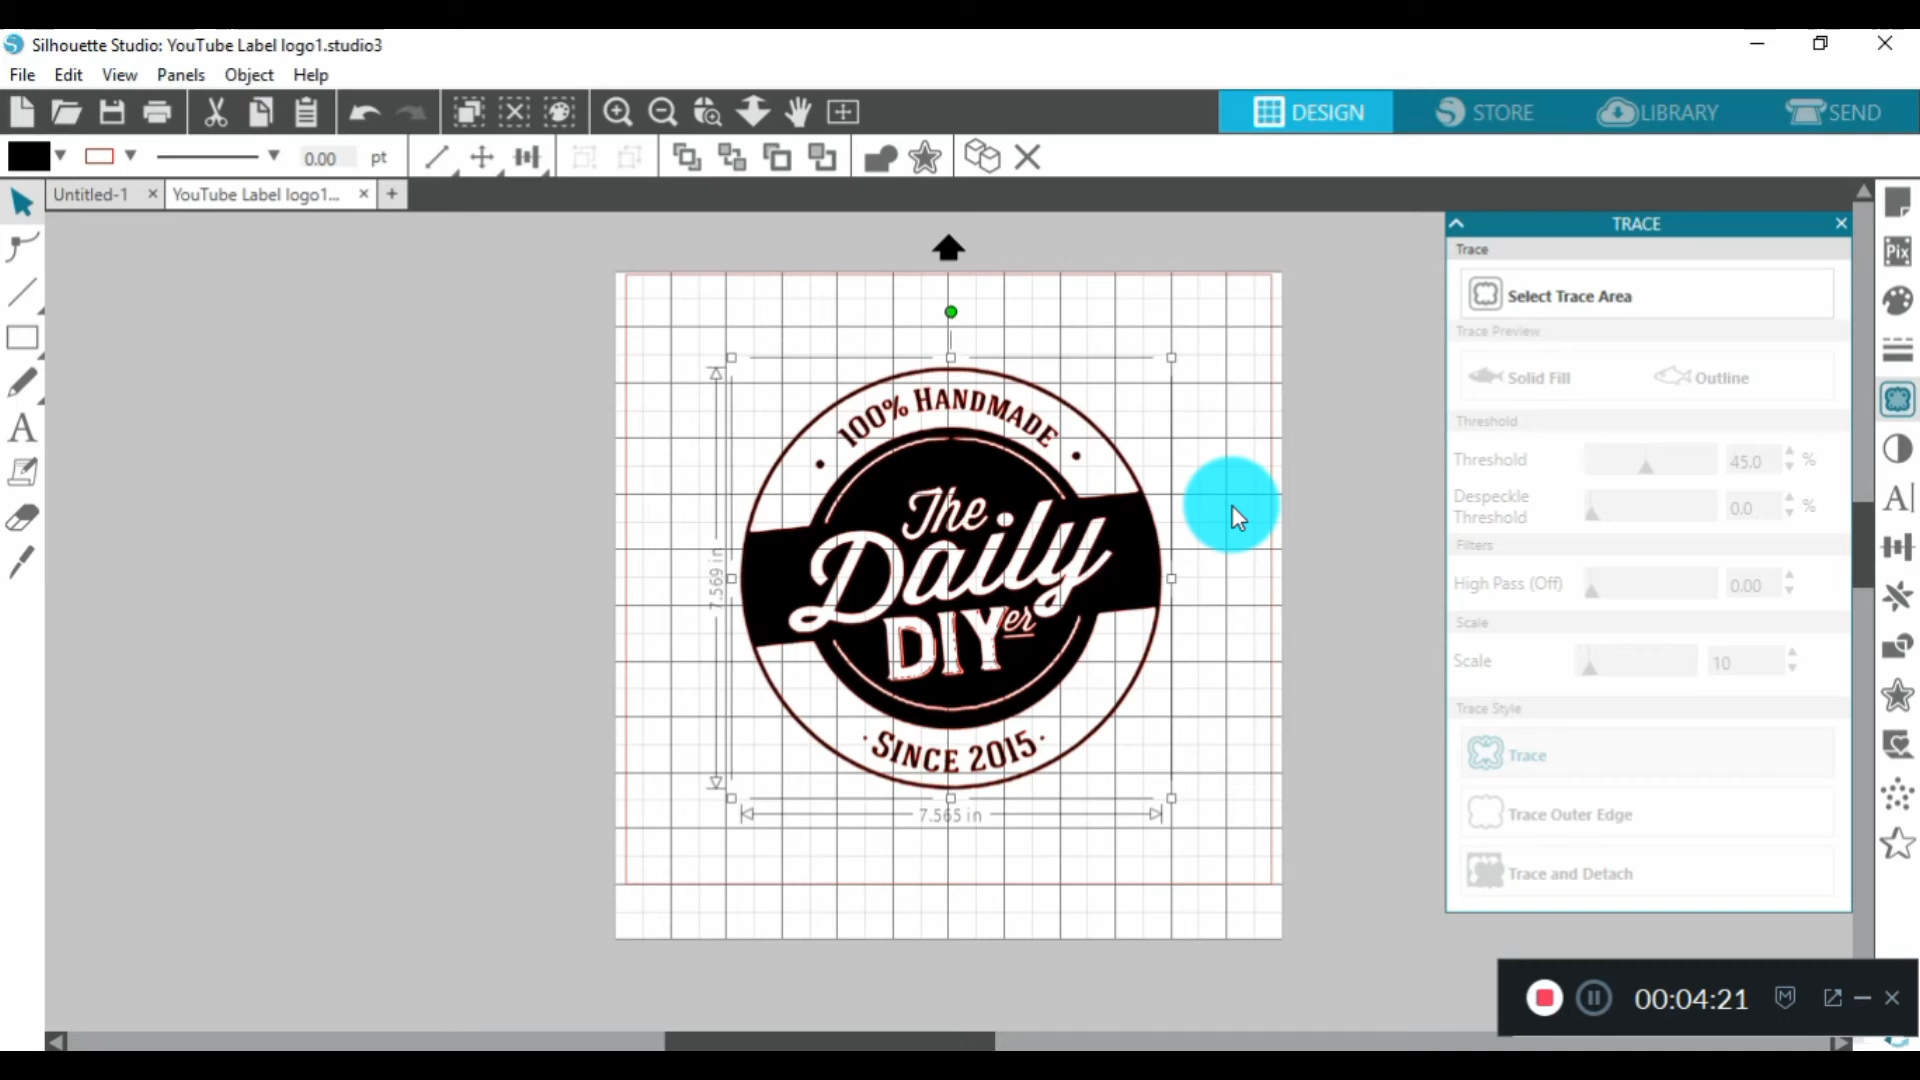 Silhouette Studio: YouTube Label logo1.studio3
File Edit View Panels Object Help
DESIGN STORE LIBRARY SEND
0.00 pt
Untitled-1 YouTube Label logo1...
TRACE
Trace
Select Trace Area
Trace Preview
Solid Fill Outline
Threshold
Threshold 45.0 %
Despeckle
Threshold 0.0 %
Filters
High Pass (Off) 0.00
Scale
Scale 10
Trace Style
Trace
Trace Outer Edge
Trace and Detach
Pix
100% HANDMADE
The
Daily
DIYer
· SINCE 2015 ·
7.569 in
7.565 in
00:04:21